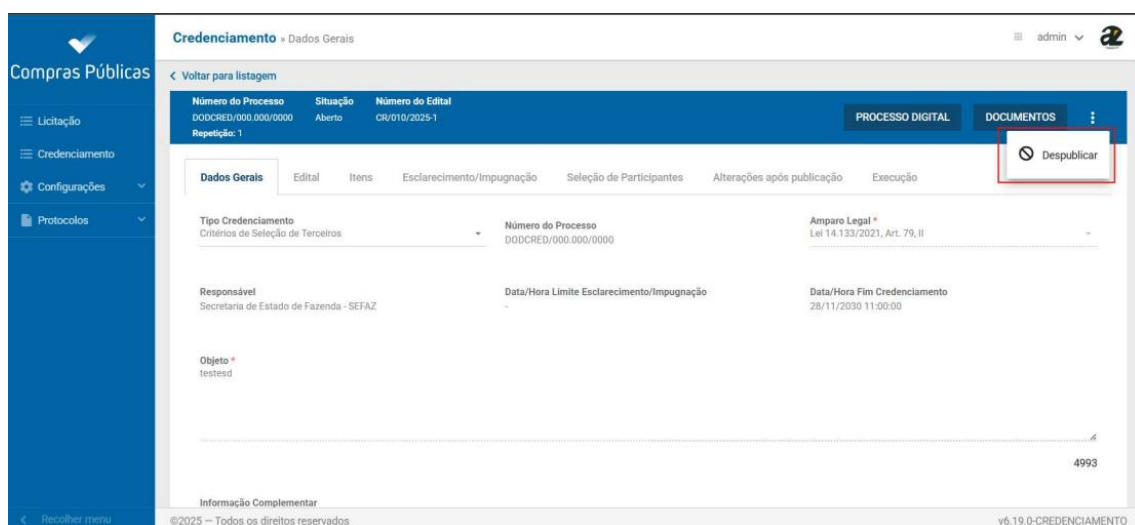 Compras Públicas
Licitação
Credenciamento
Configurações
Protocolos
Recolher menu
Credenciamento » Dados Gerais
admin
Voltar para listagem
Número do Processo Situação Número do Edital
DODCRED/000.000/0000 Aberto CR/010/2025-1
Repetição: 1
PROCESSO DIGITAL DOCUMENTOS
Despublicar
Dados Gerais Edital Itens Esclarecimento/Impugnação Seleção de Participantes Alterações após publicação Execução
Tipo Credenciamento Número do Processo Amparo Legal *
Critérios de Seleção de Terceiros DODCRED/000.000/0000 Lei 14.133/2021, Art. 79, II
Responsável Data/Hora Limite Esclarecimento/Impugnação Data/Hora Fim Credenciamento
Secretaria de Estado de Fazenda - SEFAZ - 28/11/2030 11:00:00
Objeto *
testesd
4993
Informação Complementar
©2025 — Todos os direitos reservados v6.19.0-CREDENCIAMENTO